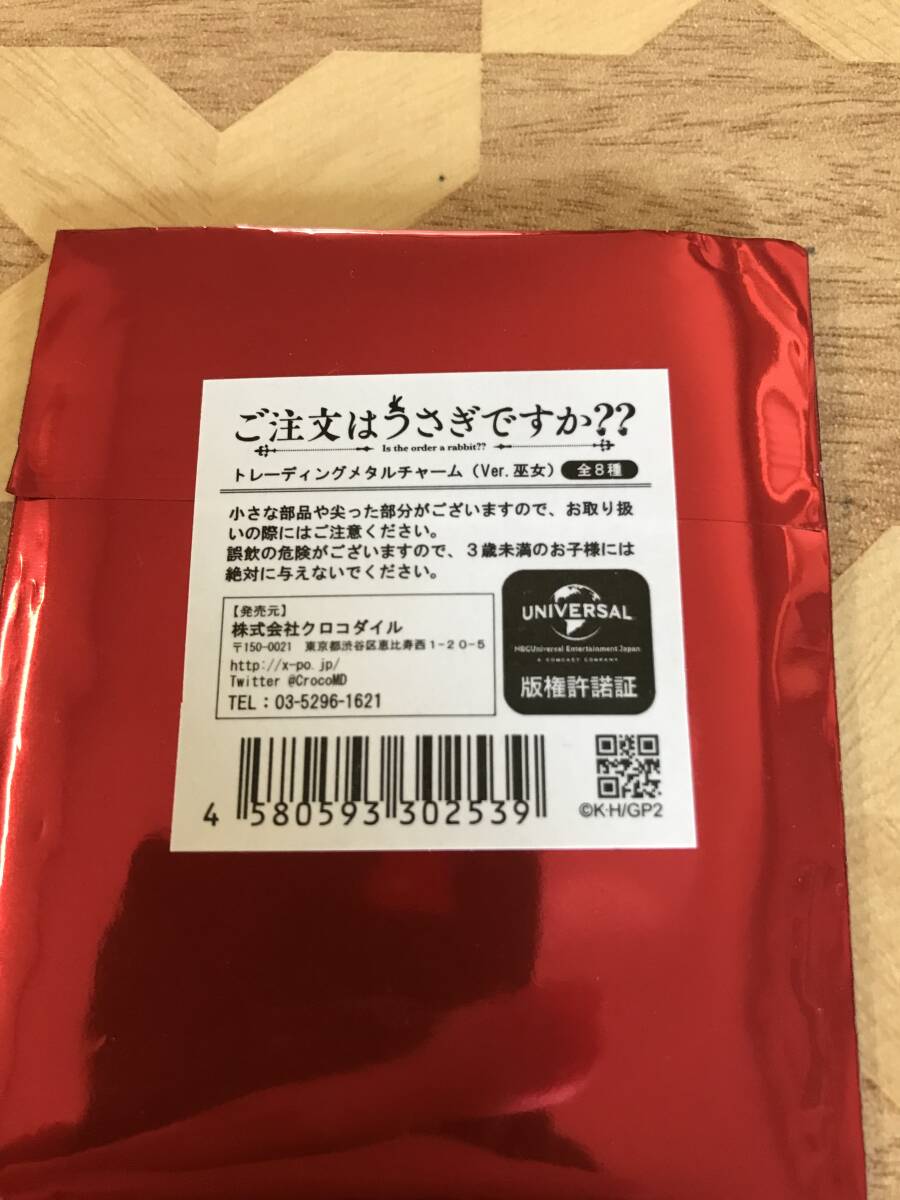 ご注文はうさぎですか??
Is the order a rabbit??
トレーディングメタルチャーム（Ver.巫女） 全8種
小さな部品や尖った部分がございますので、お取り扱
いの際にはご注意ください。
誤飲の危険がございますので、3歳未満のお子様には
絶対に与えないでください。
【発売元】
株式会社クロコダイル
〒150-0021 東京都渋谷区恵比寿西1-20-5
http://x-po.jp/
Twitter @CrocoMD
TEL：03-5296-1621
UNIVERSAL
NBCUniversal Entertainment Japan
A COMCAST COMPANY
版権許諾証
4 580593 302539
©K·H/GP2